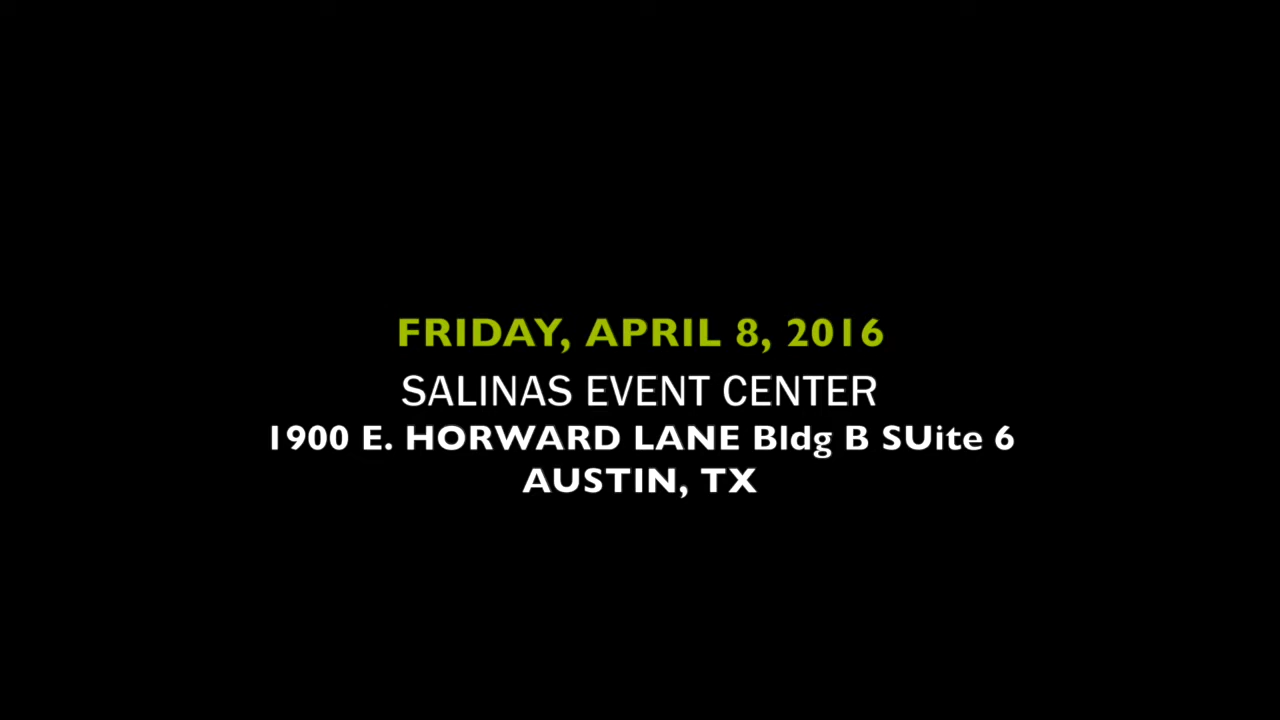 FRIDAY, APRIL 8, 2016
SALINAS EVENT CENTER
1900 E. HORWARD LANE Bldg B SUite 6
AUSTIN, TX